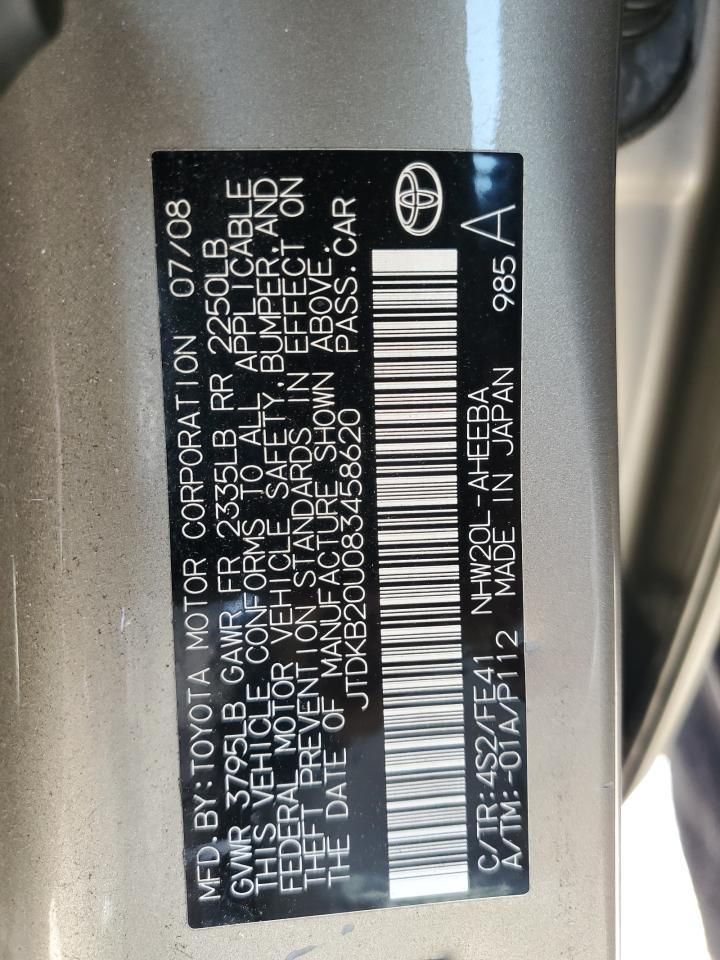 MFD.BY:TOYOTA MOTOR CORPORATION 07/08
GVWR 3795LB GAWR FR 2335LB RR 2250LB
THIS VEHICLE CONFORMS TO ALL APPLICABLE
FEDERAL MOTOR VEHICLE SAFETY,BUMPER,AND
THEFT PREVENTION STANDARDS IN EFFECT ON
THE DATE OF MANUFACTURE SHOWN ABOVE.
JTDKB20U083458620 PASS.CAR
C/TR:4S2/FE41 NHW20L-AHEEBA 985 A
A/TM:-01A/P112 MADE IN JAPAN